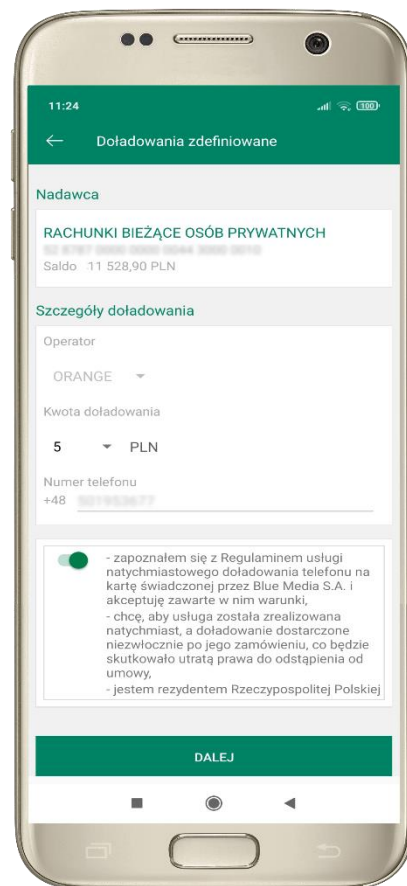 11:24
100
Doładowania zdefiniowane
Nadawca
RACHUNKI BIEŻĄCE OSÓB PRYWATNYCH
Saldo 11 528,90 PLN
Szczegóły doładowania
Operator
ORANGE
Kwota doładowania
5 PLN
Numer telefonu
+48
- zapoznałem się z Regulaminem usługi
natychmiastowego doładowania telefonu na
kartę świadczonej przez Blue Media S.A. i
akceptuję zawarte w nim warunki,
- chcę, aby usługa została zrealizowana
natychmiast, a doładowanie dostarczone
niezwłocznie po jego zamówieniu, co będzie
skutkowało utratą prawa do odstąpienia od
umowy,
- jestem rezydentem Rzeczypospolitej Polskiej
DALEJ